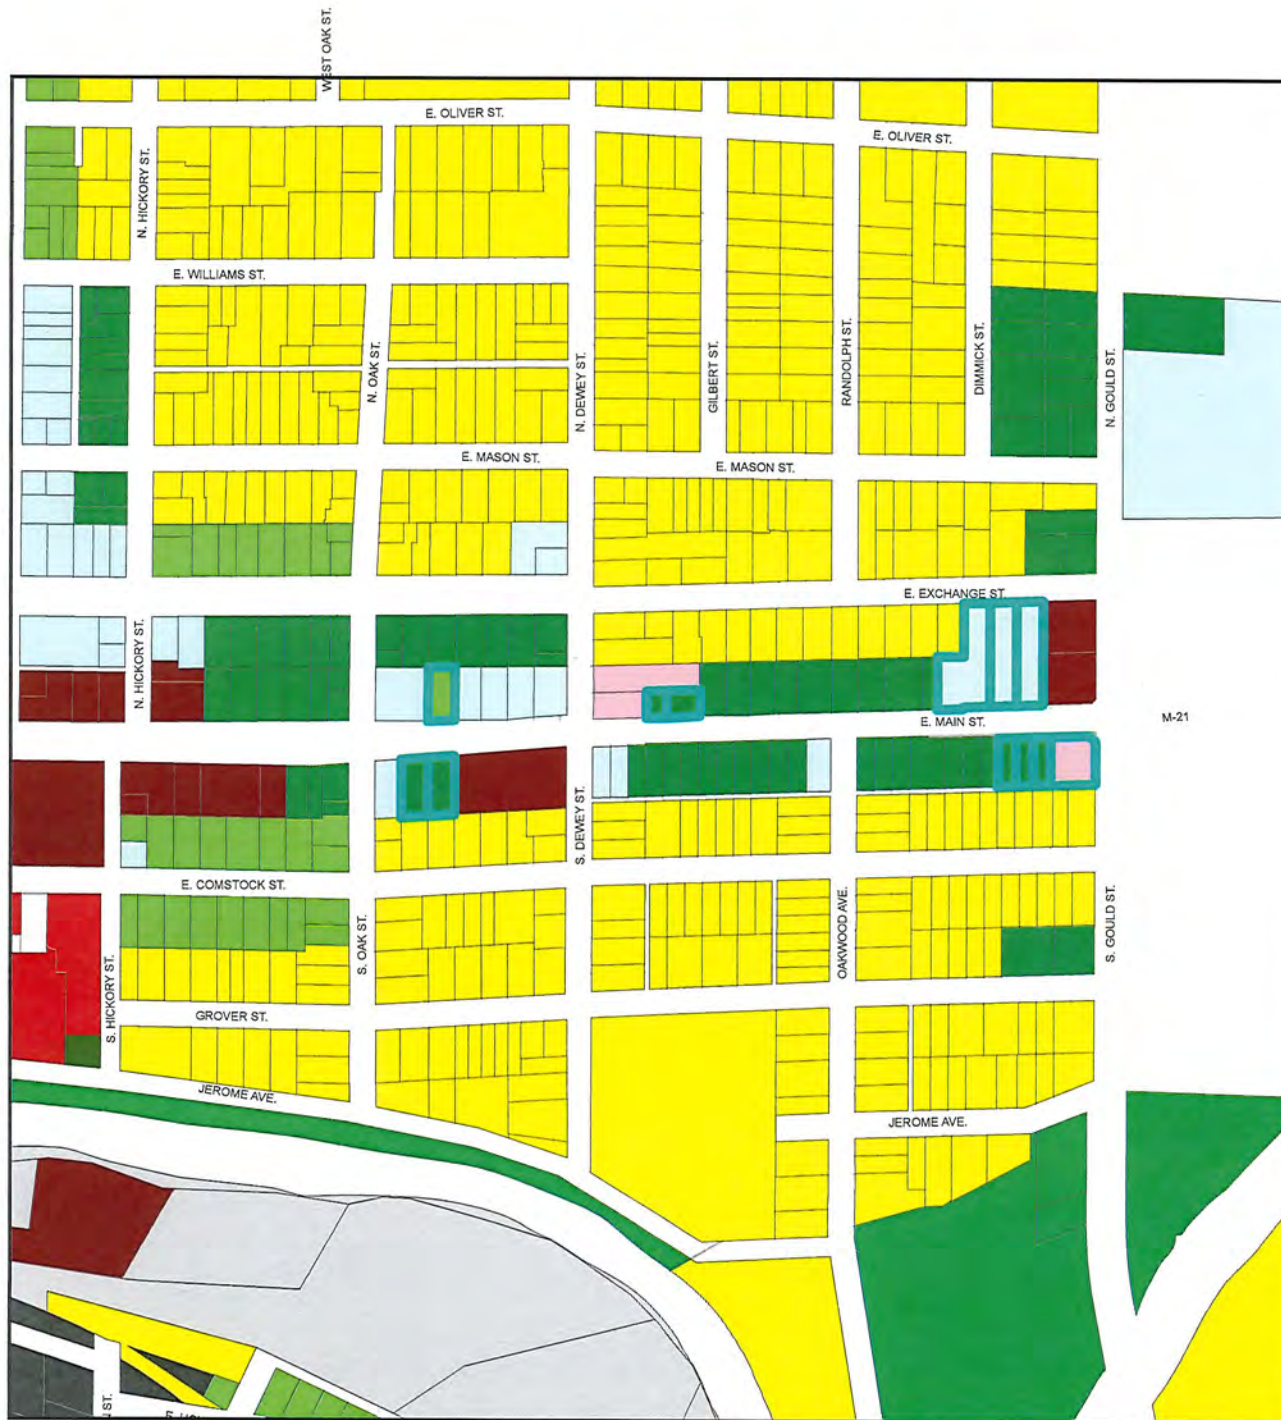 WEST OAK ST.
E. OLIVER ST.
E. OLIVER ST.
N. HICKORY ST.
E. WILLIAMS ST.
N. OAK ST.
N. DEWEY ST.
GILBERT ST.
RANDOLPH ST.
DIMMICK ST.
N. GOULD ST.
E. MASON ST.
E. MASON ST.
E. EXCHANGE ST.
N. HICKORY ST.
E. MAIN ST.
M-21
S. DEWEY ST.
E. COMSTOCK ST.
S. OAK ST.
OAKWOOD AVE.
S. GOULD ST.
S. HICKORY ST.
GROVER ST.
JEROME AVE.
JEROME AVE.
ST.